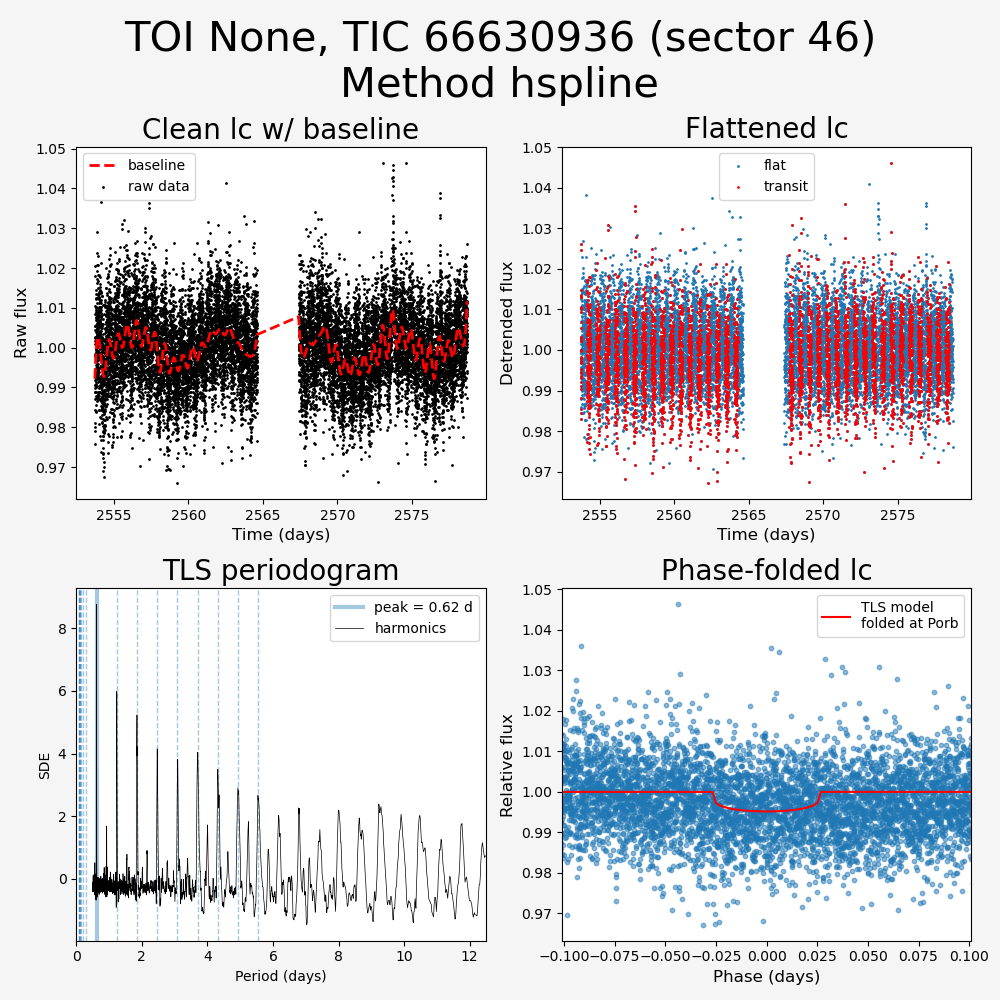 TOI None, TIC 66630936 (sector 46)
Method hspline
Clean lc w/ baseline
baseline
raw data
1.05
1.04
1.03
1.02
1.01
1.00
0.99
0.98
0.97
Raw flux
2555
2560
2565
2570
2575
Time (days)
Flattened lc
flat
transit
1.05
1.04
1.03
1.02
1.01
1.00
0.99
0.98
0.97
Detrended flux
2555
2560
2565
2570
2575
Time (days)
TLS periodogram
peak = 0.62 d
harmonics
8
6
4
2
0
SDE
0
2
4
6
8
10
12
Period (days)
Phase-folded lc
TLS model
folded at Porb
1.05
1.04
1.03
1.02
1.01
1.00
0.99
0.98
0.97
Relative flux
−0.100
−0.075
−0.050
−0.025
0.000
0.025
0.050
0.075
0.100
Phase (days)